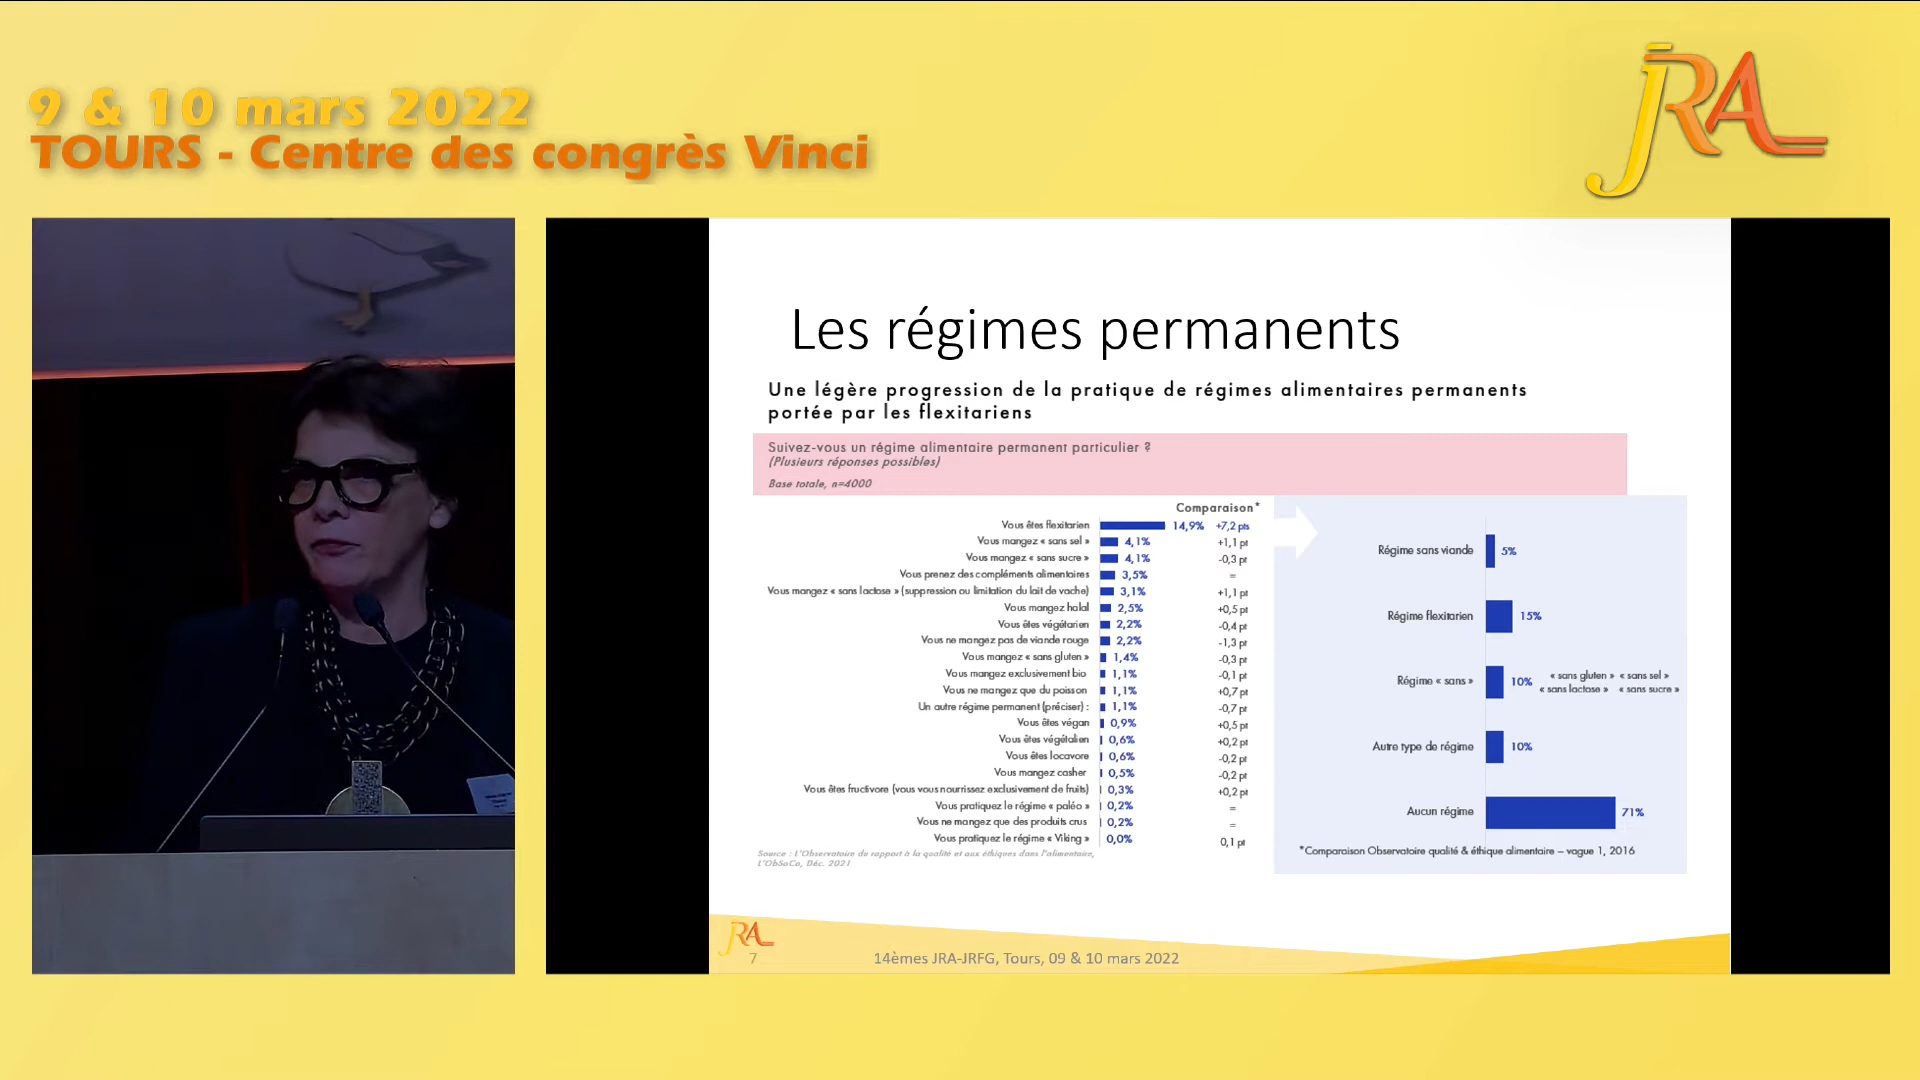 9 & 10 mars 2022
TOURS - Centre des congrès Vinci
JRA
Les régimes permanents
Une légère progression de la pratique de régimes alimentaires permanents
portée par les flexitariens
Suivez-vous un régime alimentaire permanent particulier ?
(Plusieurs réponses possibles)
Base totale, n=4000
Comparaison*
Vous êtes flexitarien 14,9% +7,2 pts
Vous mangez « sans sel » 4,1% +1,1 pt
Vous mangez « sans sucre » 4,1% -0,3 pt
Vous prenez des compléments alimentaires 3,5% =
Vous mangez « sans lactose » (suppression ou limitation du lait de vache) 3,1% +1,1 pt
Vous mangez halal 2,5% +0,5 pt
Vous êtes végétarien 2,2% -0,4 pt
Vous ne mangez pas de viande rouge 2,2% -1,3 pt
Vous mangez « sans gluten » 1,4% -0,3 pt
Vous mangez exclusivement bio 1,1% -0,1 pt
Vous ne mangez que du poisson 1,1% +0,7 pt
Un autre régime permanent (préciser) : 1,1% -0,7 pt
Vous êtes végan 0,9% +0,5 pt
Vous êtes végétalien 0,6% +0,2 pt
Vous êtes locavore 0,6% -0,2 pt
Vous mangez casher 0,5% -0,2 pt
Vous êtes fructivore (vous vous nourrissez exclusivement de fruits) 0,3% +0,2 pt
Vous pratiquez le régime « paléo » 0,2% =
Vous ne mangez que des produits crus 0,2% =
Vous pratiquez le régime « Viking » 0,0% 0,1 pt
Source : L'Observatoire du rapport à la qualité et aux éthiques dans l'alimentaire,
L'ObSoCo, Déc. 2021
Régime sans viande 5%
Régime flexitarien 15%
Régime « sans » 10% « sans gluten » « sans sel »
« sans lactose » « sans sucre »
Autre type de régime 10%
Aucun régime 71%
*Comparaison Observatoire qualité & éthique alimentaire – vague 1, 2016
JRA
7
14èmes JRA-JRFG, Tours, 09 & 10 mars 2022